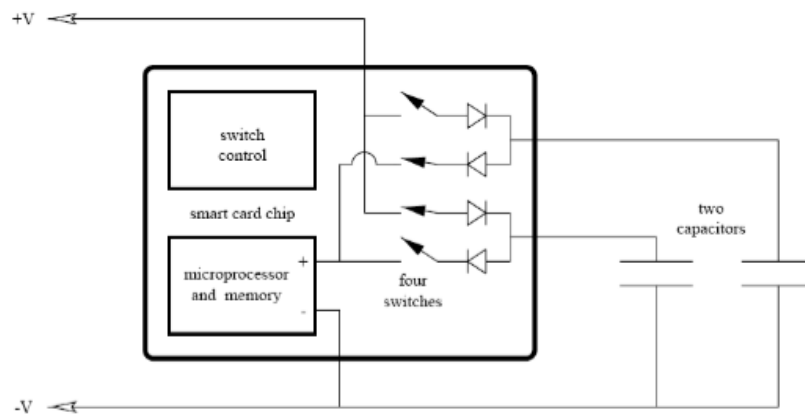 +V
switch
control
smart card chip
two
capacitors
+
microprocessor
and memory
-
four
switches
-V